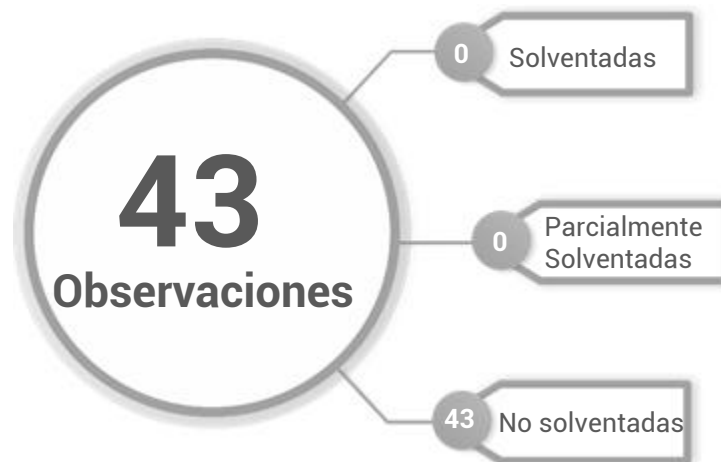 43
Observaciones
0
Solventadas
0
Parcialmente
Solventadas
43
No solventadas